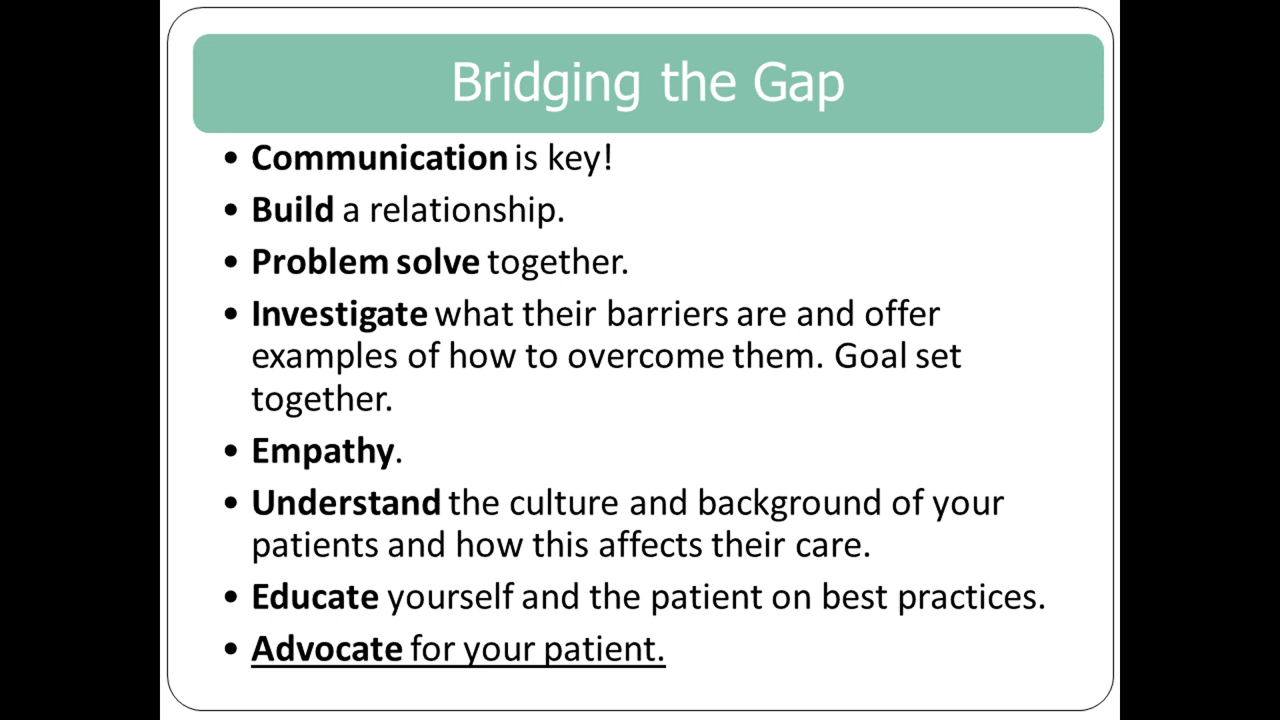 Bridging the Gap
• Communication is key!
• Build a relationship.
• Problem solve together.
• Investigate what their barriers are and offer
examples of how to overcome them. Goal set
together.
• Empathy.
• Understand the culture and background of your
patients and how this affects their care.
• Educate yourself and the patient on best practices.
• Advocate for your patient.